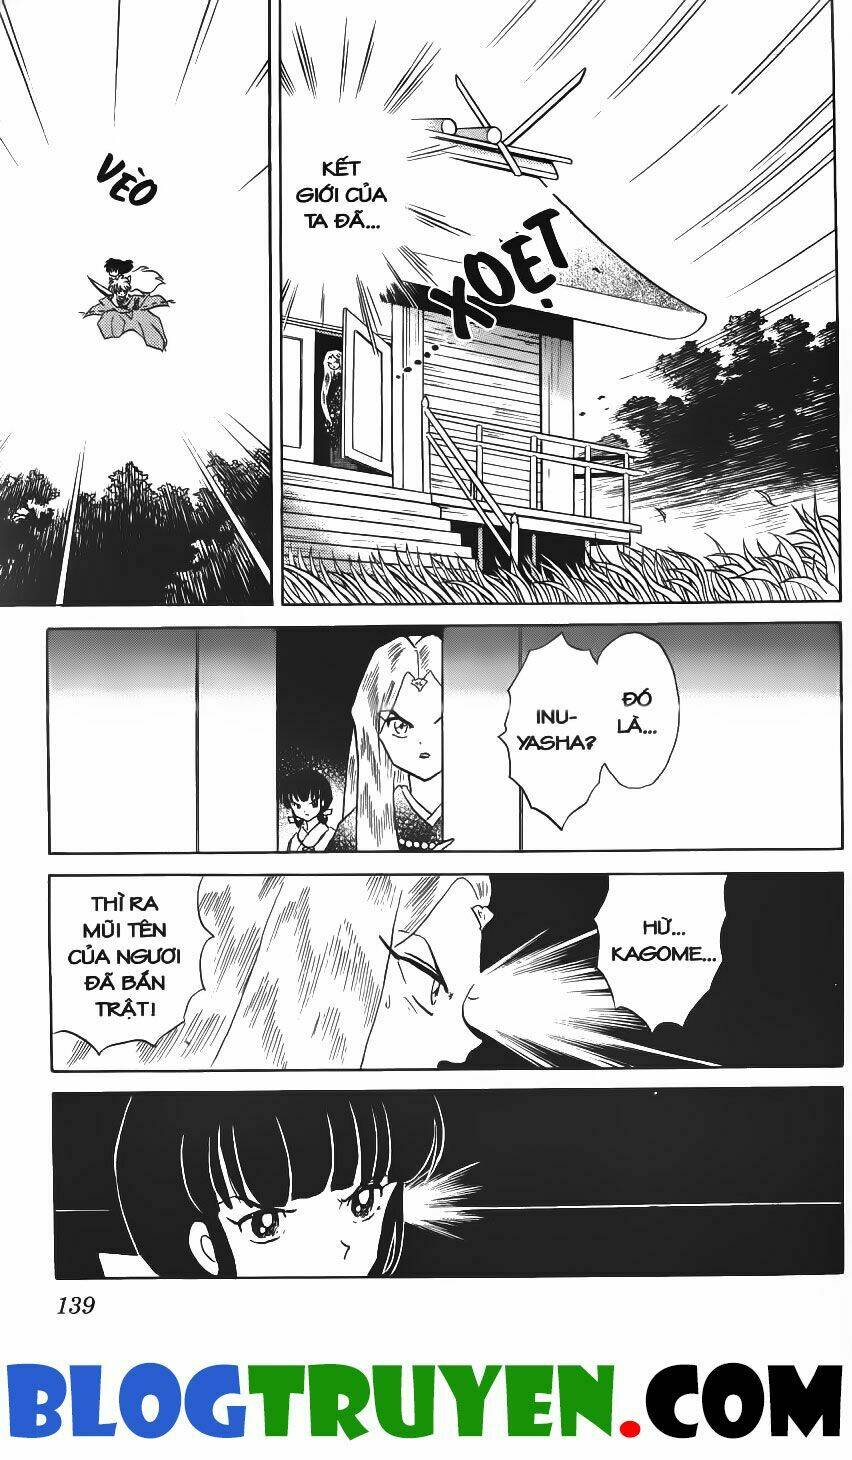 KẾT
GIỚI CỦA
TA ĐÃ...
XOẸT
VÈO
ĐÓ
LÀ...
INU-
YASHA?
HỪ...
KAGOME...
THÌ RA
MŨI TÊN
CỦA NGƯƠI
ĐÃ BẮN
TRẬT!
139
BLOGTRUYEN.COM